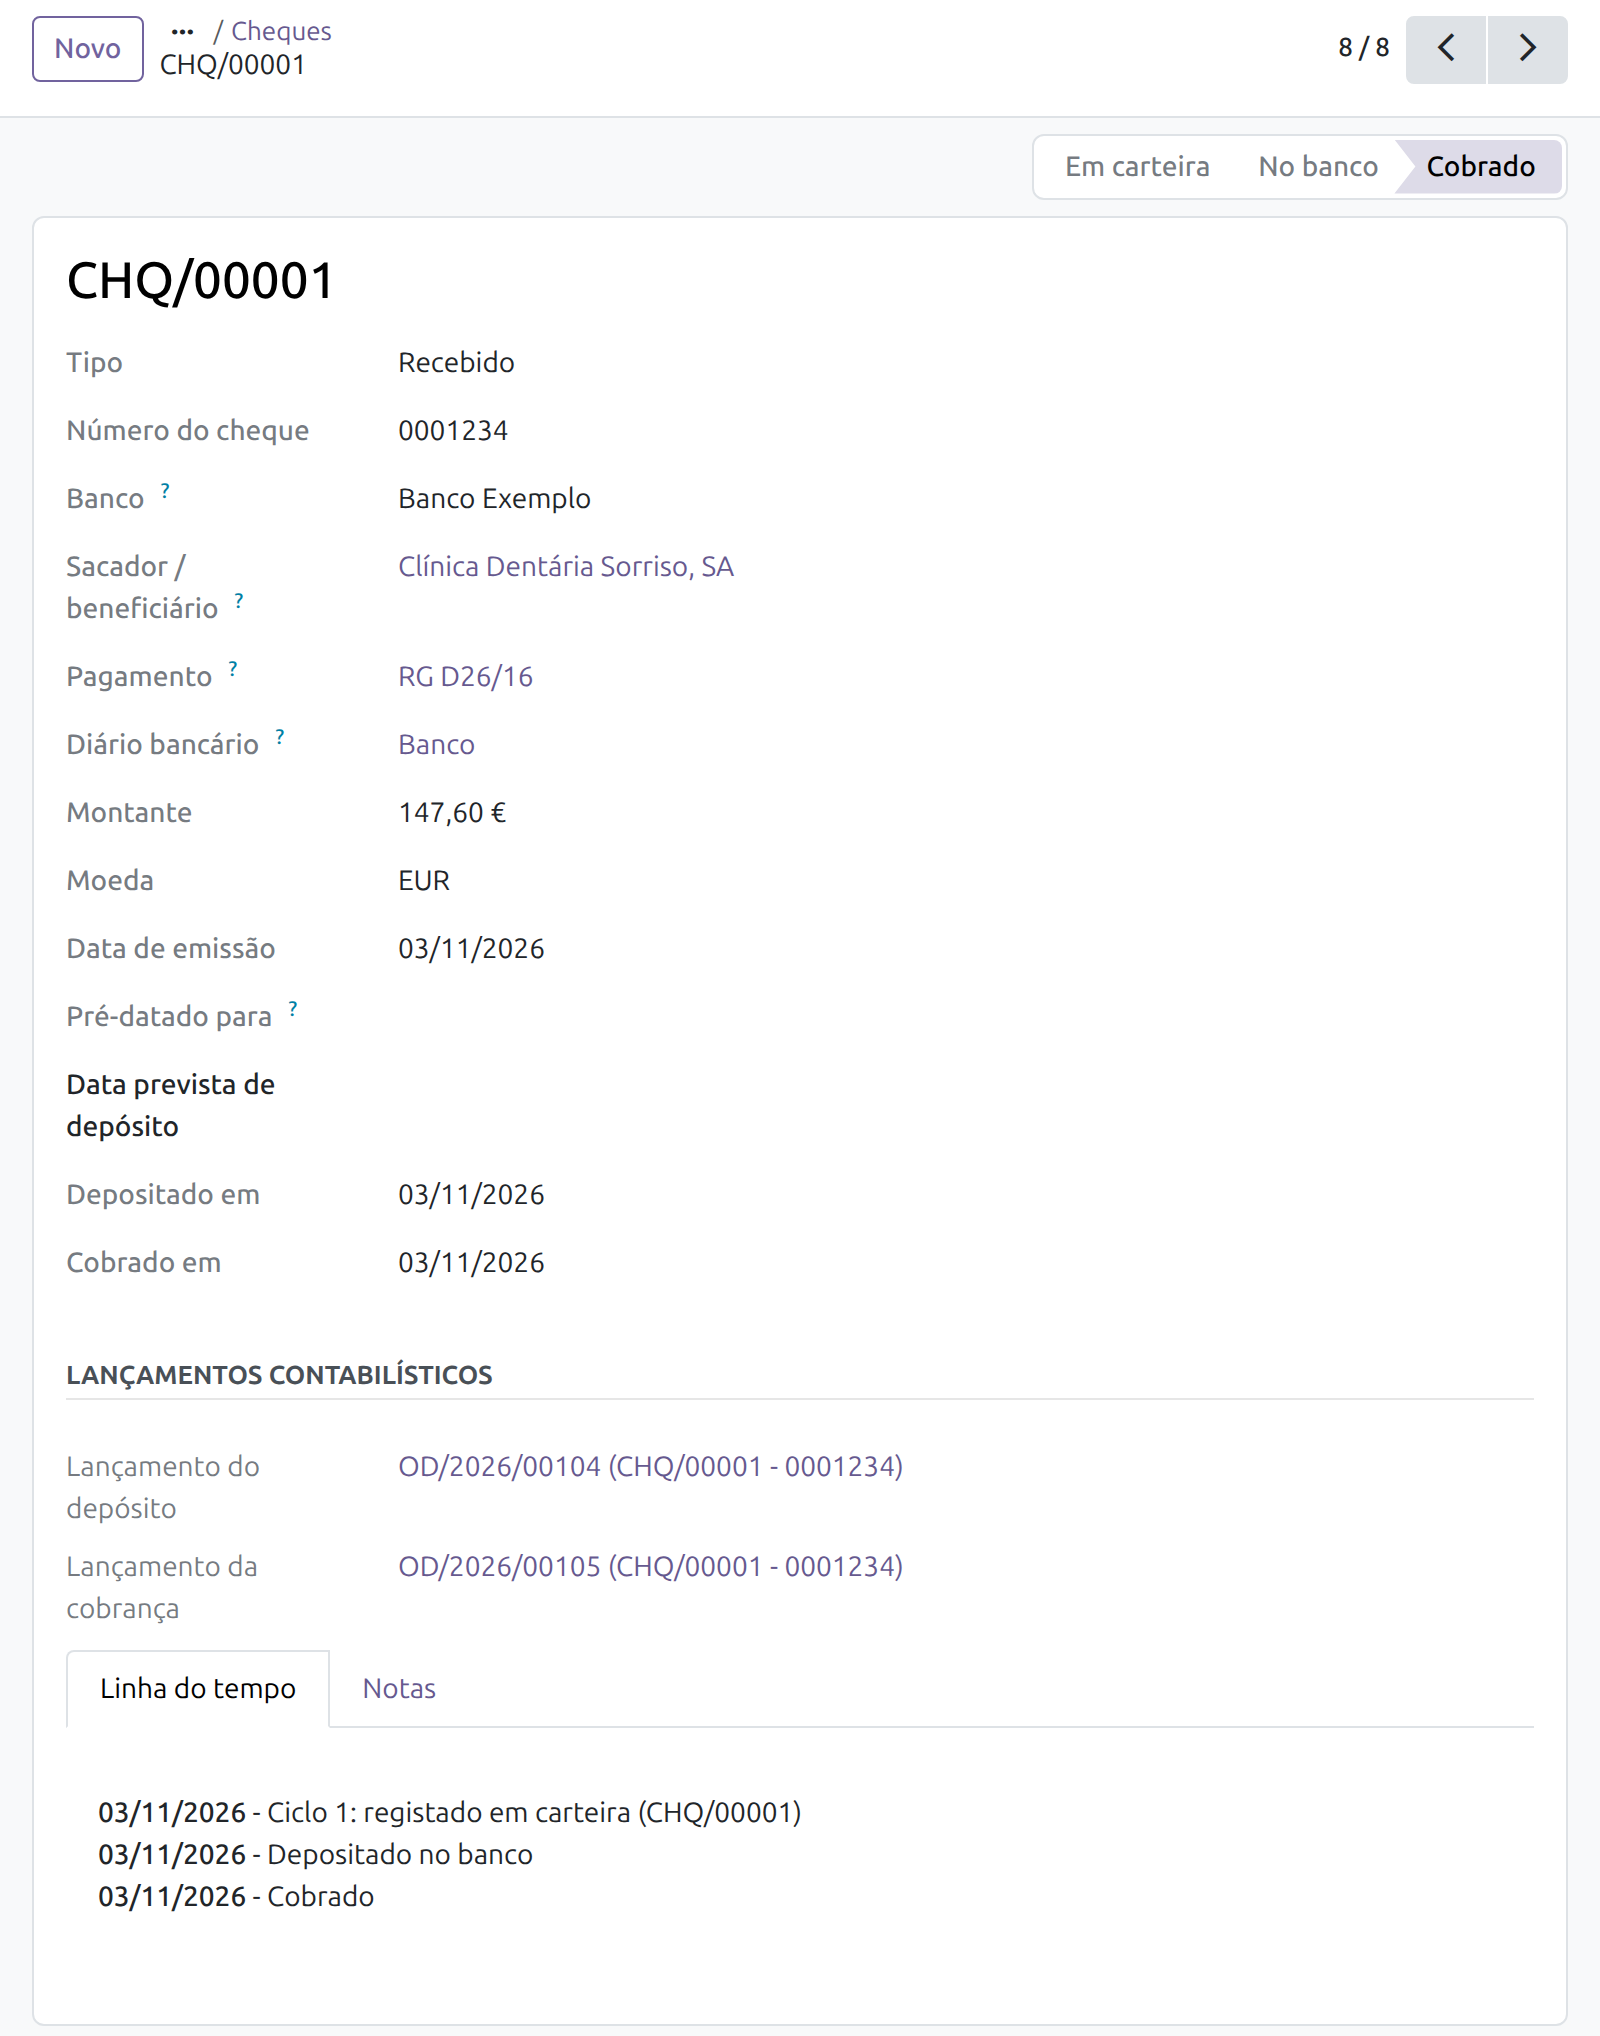 Novo
... / Cheques
CHQ/00001
8 / 8
Em carteira
No banco
Cobrado
CHQ/00001
Tipo Recebido
Número do cheque 0001234
Banco ? Banco Exemplo
Sacador / Clínica Dentária Sorriso, SA
beneficiário ?
Pagamento ? RG D26/16
Diário bancário ? Banco
Montante 147,60 €
Moeda EUR
Data de emissão 03/11/2026
Pré-datado para ?
Data prevista de
depósito
Depositado em 03/11/2026
Cobrado em 03/11/2026
LANÇAMENTOS CONTABILÍSTICOS
Lançamento do OD/2026/00104 (CHQ/00001 - 0001234)
depósito
Lançamento da OD/2026/00105 (CHQ/00001 - 0001234)
cobrança
Linha do tempo
Notas
03/11/2026 - Ciclo 1: registado em carteira (CHQ/00001)
03/11/2026 - Depositado no banco
03/11/2026 - Cobrado